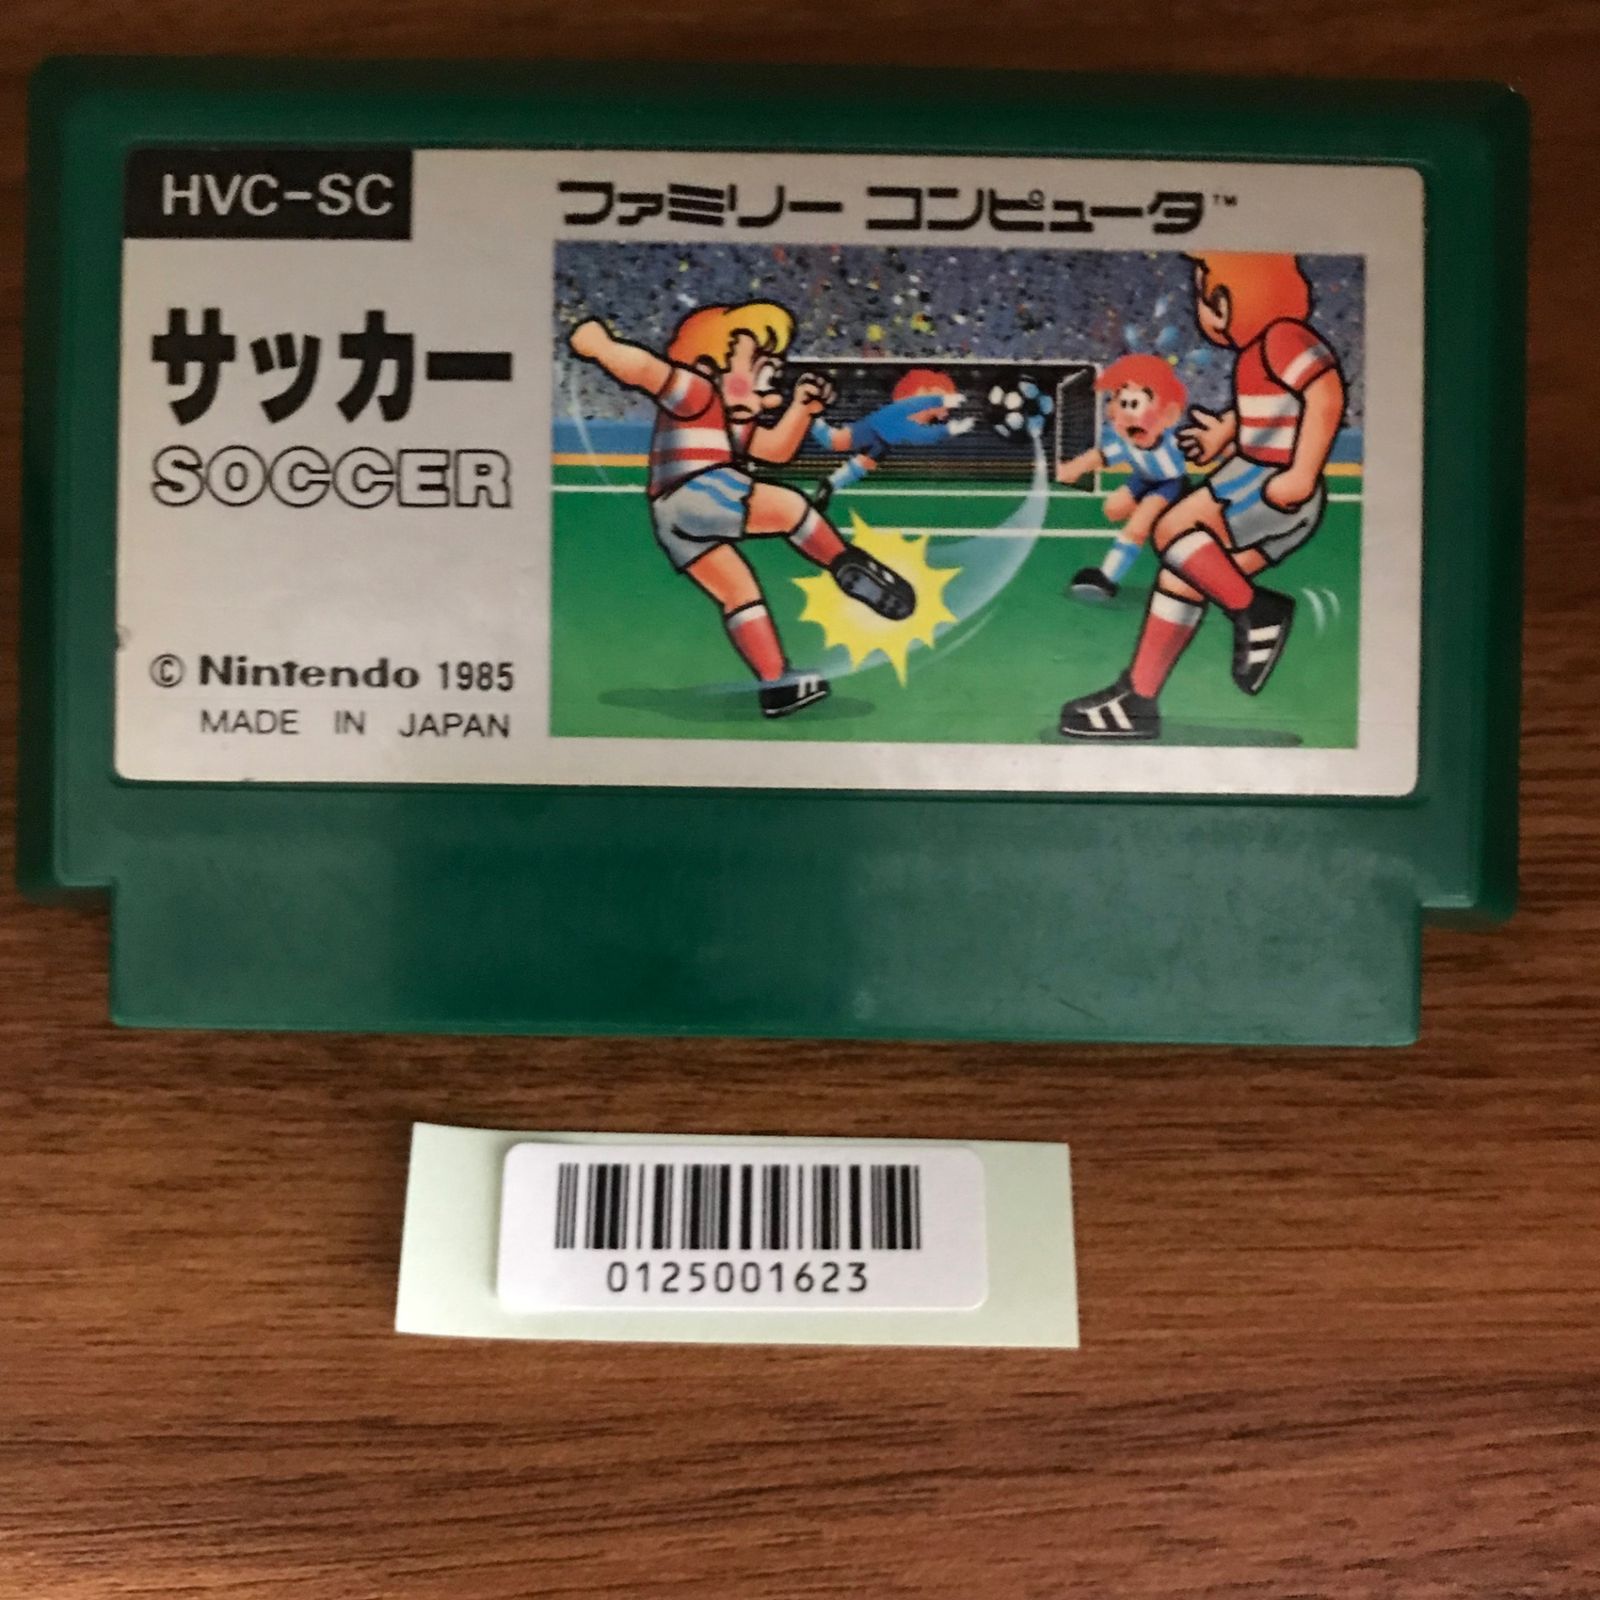 HVC-SC
ファミリー コンピュータ™
サッカー
SOCCER
© Nintendo 1985
MADE IN JAPAN
0125001623